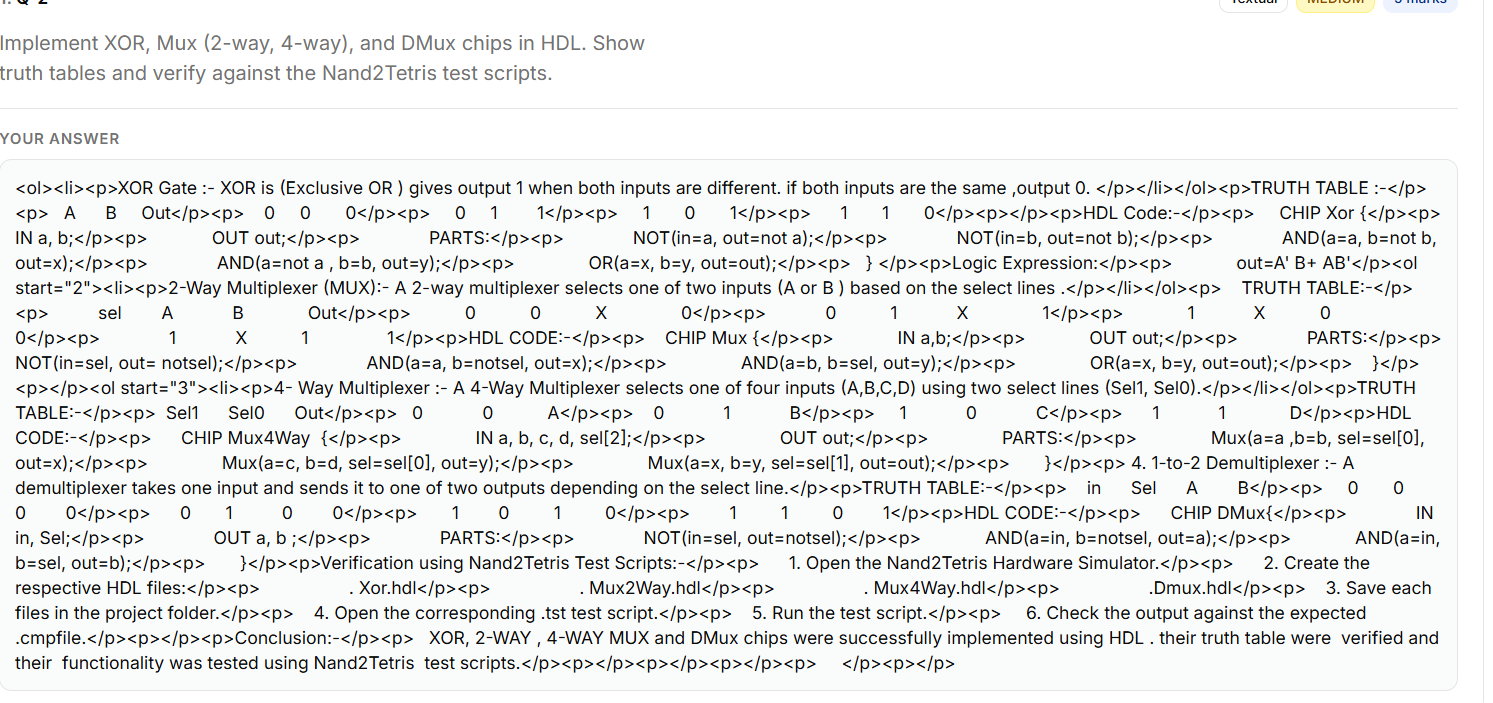 1. Q-2
Textual
MEDIUM
5 marks
Implement XOR, Mux (2-way, 4-way), and DMux chips in HDL. Show
truth tables and verify against the Nand2Tetris test scripts.
YOUR ANSWER
<ol><li><p>XOR Gate :- XOR is (Exclusive OR ) gives output 1 when both inputs are different. if both inputs are the same ,output 0. </p></li></ol><p>TRUTH TABLE :-</p>
<p> A B Out</p><p> 0 0 0</p><p> 0 1 1</p><p> 1 0 1</p><p> 1 1 0</p><p></p><p>HDL Code:-</p><p> CHIP Xor {</p><p>
IN a, b;</p><p> OUT out;</p><p> PARTS:</p><p> NOT(in=a, out=not a);</p><p> NOT(in=b, out=not b);</p><p> AND(a=a, b=not b,
out=x);</p><p> AND(a=not a , b=b, out=y);</p><p> OR(a=x, b=y, out=out);</p><p> } </p><p>Logic Expression:</p><p> out=A' B+ AB'</p><ol
start="2"><li><p>2-Way Multiplexer (MUX):- A 2-way multiplexer selects one of two inputs (A or B ) based on the select lines .</p></li></ol><p> TRUTH TABLE:-</p>
<p> sel A B Out</p><p> 0 0 X 0</p><p> 0 1 X 1</p><p> 1 X 0
0</p><p> 1 X 1 1</p><p>HDL CODE:-</p><p> CHIP Mux {</p><p> IN a,b;</p><p> OUT out;</p><p> PARTS:</p><p>
NOT(in=sel, out= notsel);</p><p> AND(a=a, b=notsel, out=x);</p><p> AND(a=b, b=sel, out=y);</p><p> OR(a=x, b=y, out=out);</p><p> }</p>
<p></p><ol start="3"><li><p>4- Way Multiplexer :- A 4-Way Multiplexer selects one of four inputs (A,B,C,D) using two select lines (Sel1, Sel0).</p></li></ol><p>TRUTH
TABLE:-</p><p> Sel1 Sel0 Out</p><p> 0 0 A</p><p> 0 1 B</p><p> 1 0 C</p><p> 1 1 D</p><p>HDL
CODE:-</p><p> CHIP Mux4Way {</p><p> IN a, b, c, d, sel[2];</p><p> OUT out;</p><p> PARTS:</p><p> Mux(a=a ,b=b, sel=sel[0],
out=x);</p><p> Mux(a=c, b=d, sel=sel[0], out=y);</p><p> Mux(a=x, b=y, sel=sel[1], out=out);</p><p> }</p><p> 4. 1-to-2 Demultiplexer :- A
demultiplexer takes one input and sends it to one of two outputs depending on the select line.</p><p>TRUTH TABLE:-</p><p> in Sel A B</p><p> 0 0
0 0</p><p> 0 1 0 0</p><p> 1 0 1 0</p><p> 1 1 0 1</p><p>HDL CODE:-</p><p> CHIP DMux{</p><p> IN
in, Sel;</p><p> OUT a, b ;</p><p> PARTS:</p><p> NOT(in=sel, out=notsel);</p><p> AND(a=in, b=notsel, out=a);</p><p> AND(a=in,
b=sel, out=b);</p><p> }</p><p>Verification using Nand2Tetris Test Scripts:-</p><p> 1. Open the Nand2Tetris Hardware Simulator.</p><p> 2. Create the
respective HDL files:</p><p> . Xor.hdl</p><p> . Mux2Way.hdl</p><p> . Mux4Way.hdl</p><p> .Dmux.hdl</p><p> 3. Save each
files in the project folder.</p><p> 4. Open the corresponding .tst test script.</p><p> 5. Run the test script.</p><p> 6. Check the output against the expected
.cmpfile.</p><p></p><p>Conclusion:-</p><p> XOR, 2-WAY , 4-WAY MUX and DMux chips were successfully implemented using HDL . their truth table were verified and
their functionality was tested using Nand2Tetris test scripts.</p><p></p><p></p><p></p><p> </p><p></p>